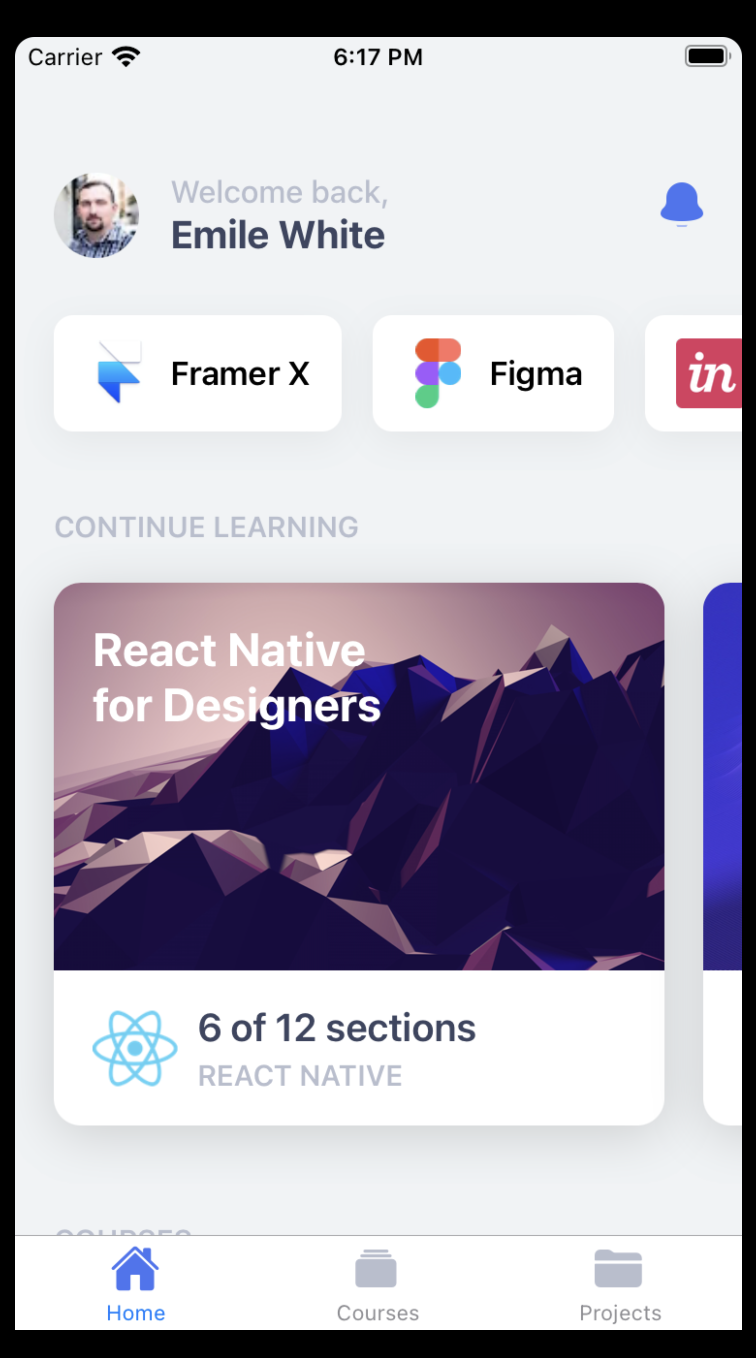 Carrier
6:17 PM
Welcome back,
Emile White
Framer X
Figma
in
CONTINUE LEARNING
React Native
for Designers
6 of 12 sections
REACT NATIVE
COURSES
Home
Courses
Projects